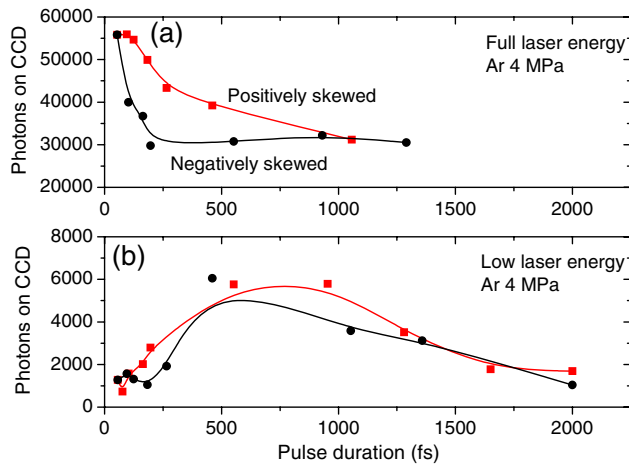 (a)
Full laser energy
Ar 4 MPa
Positively skewed
Negatively skewed
Photons on CCD
60000
50000
40000
30000
20000
0
500
1000
1500
2000
(b)
Low laser energy
Ar 4 MPa
Photons on CCD
8000
6000
4000
2000
0
0
500
1000
1500
2000
Pulse duration (fs)